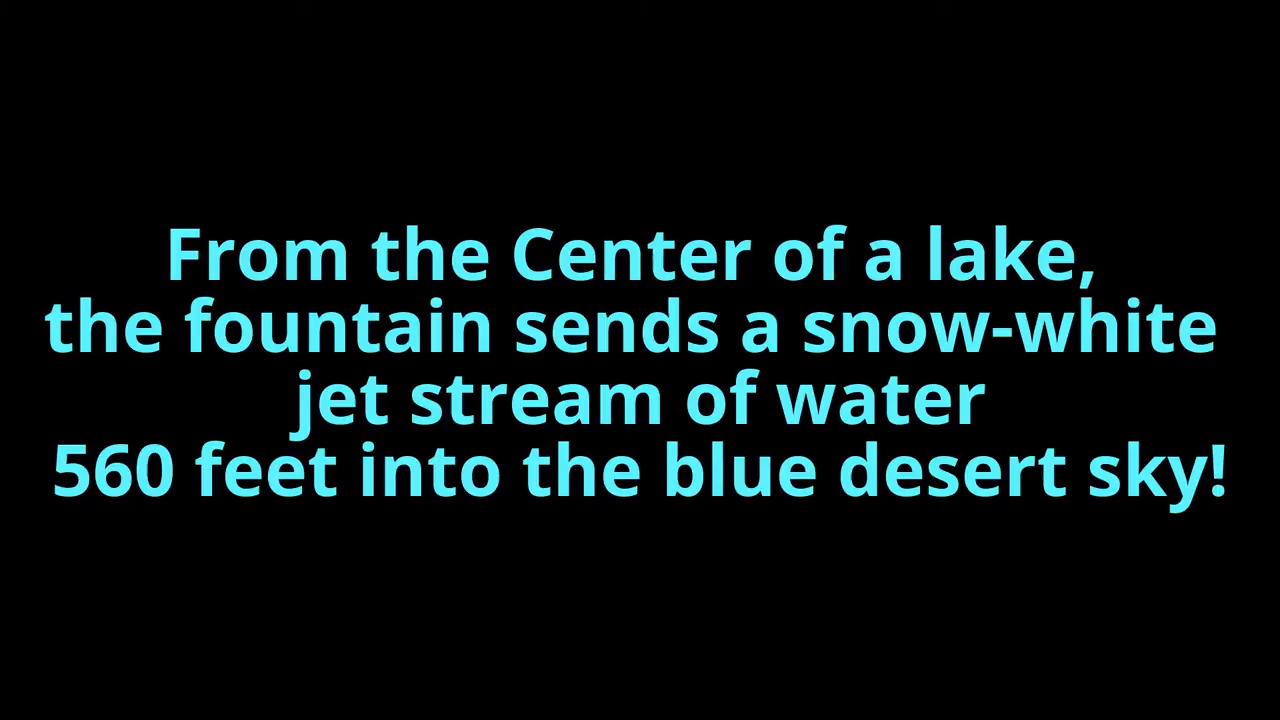 From the Center of a lake,
the fountain sends a snow-white
jet stream of water
560 feet into the blue desert sky!